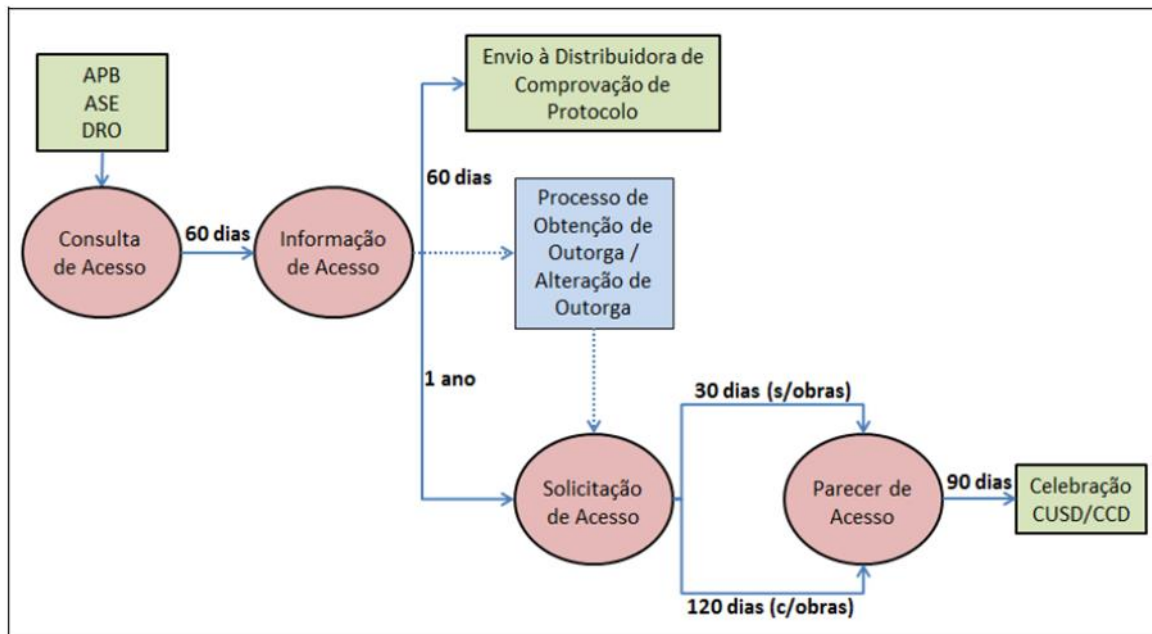 APB
ASE
DRO
Consulta
de Acesso
60 dias
Informação
de Acesso
Envio à Distribuidora de
Comprovação de
Protocolo
60 dias
Processo de
Obtenção de
Outorga /
Alteração de
Outorga
1 ano
Solicitação
de Acesso
30 dias (s/obras)
120 dias (c/obras)
Parecer de
Acesso
90 dias
Celebração
CUSD/CCD